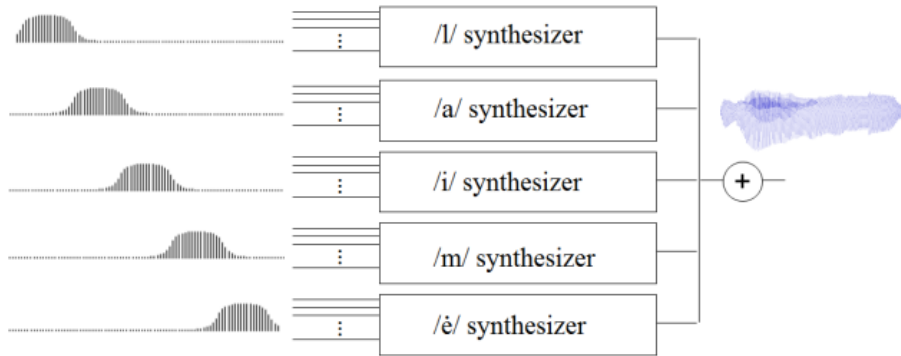 /l/ synthesizer
/a/ synthesizer
/i/ synthesizer
/m/ synthesizer
/ė/ synthesizer
+